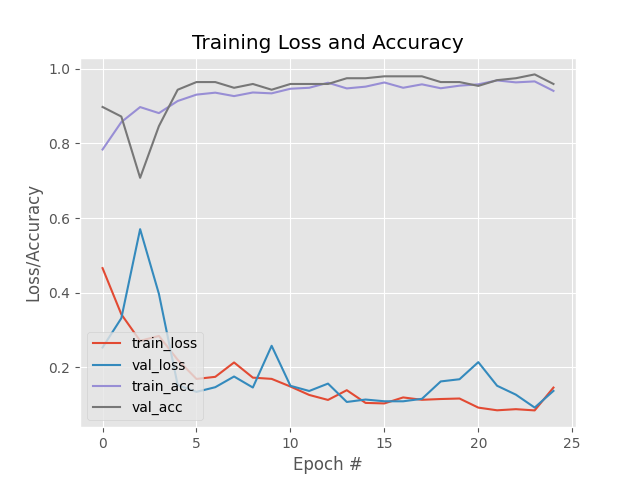 Training Loss and Accuracy
1.0
0.8
0.6
0.4
0.2
Loss/Accuracy
train_loss
val_loss
train_acc
val_acc
0 5 10 15 20 25
Epoch #